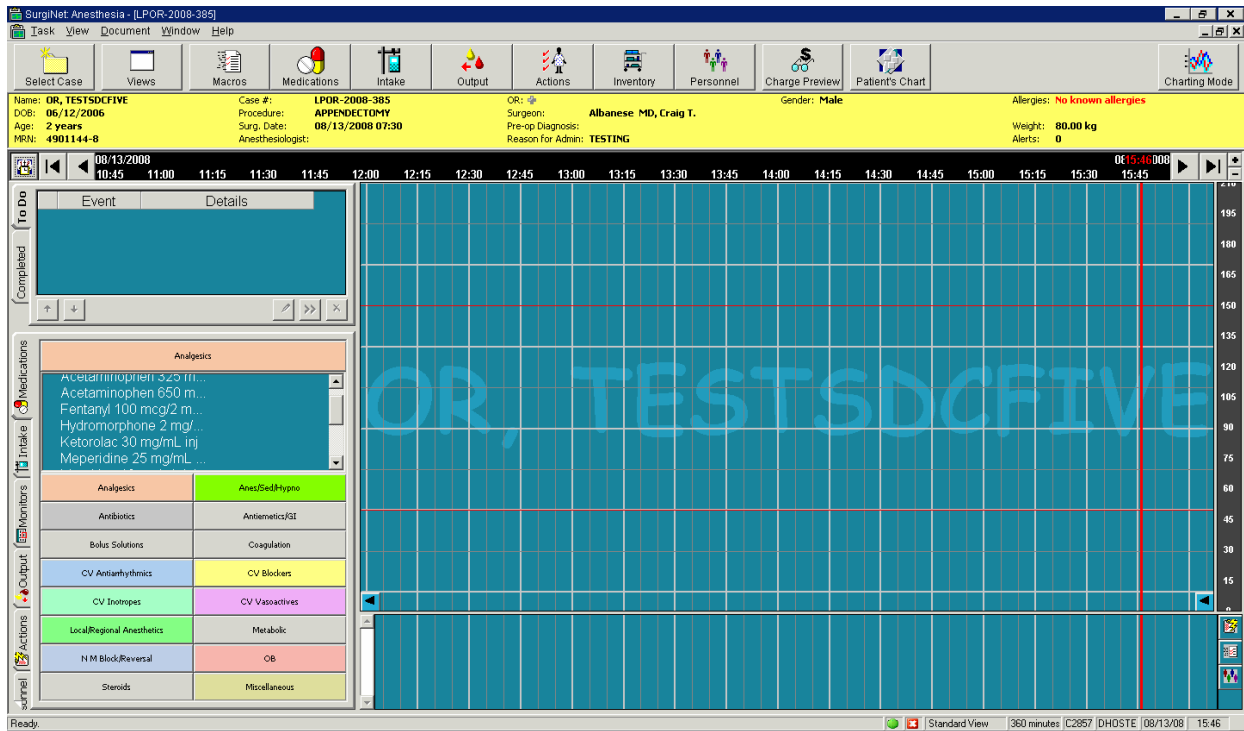 SurgiNet: Anesthesia - [LPOR-2008-385]
Task View Document Window Help
Select Case Views Macros Medications Intake Output Actions Inventory Personnel Charge Preview Patient's Chart Charting Mode
Name: OR, TESTSDCFIVE Case #: LPOR-2008-385 OR: Gender: Male Allergies: No known allergies
DOB: 06/12/2006 Procedure: APPENDECTOMY Surgeon: Albanese MD, Craig T.
Age: 2 years Surg. Date: 08/13/2008 07:30 Pre-op Diagnosis: Weight: 80.00 kg
MRN: 4901144-8 Anesthesiologist: Reason for Admin: TESTING Alerts: 0
08/13/2008 15:46 008
10:45 11:00 11:15 11:30 11:45 12:00 12:15 12:30 12:45 13:00 13:15 13:30 13:45 14:00 14:15 14:30 14:45 15:00 15:15 15:30 15:45
To Do
Completed
Event Details
210
195
180
165
150
135
120
105
90
75
60
45
30
15
0
OR, TESTSDCFIVE
Medications
Intake
Monitors
Output
Actions
Analgesics
Acetaminophen 325 m...
Acetaminophen 650 m...
Fentanyl 100 mcg/2 m...
Hydromorphone 2 mg/...
Ketorolac 30 mg/mL inj
Meperidine 25 mg/mL ...
Analgesics Anes/Sed/Hypno
Antibiotics Antiemetics/GI
Bolus Solutions Coagulation
CV Antiarrhythmics CV Blockers
CV Inotropes CV Vasoactives
Local/Regional Anesthetics Metabolic
N M Block/Reversal OB
Steroids Miscellaneous
Ready. Standard View 360 minutes C2857 DHOSTE 08/13/08 15:46